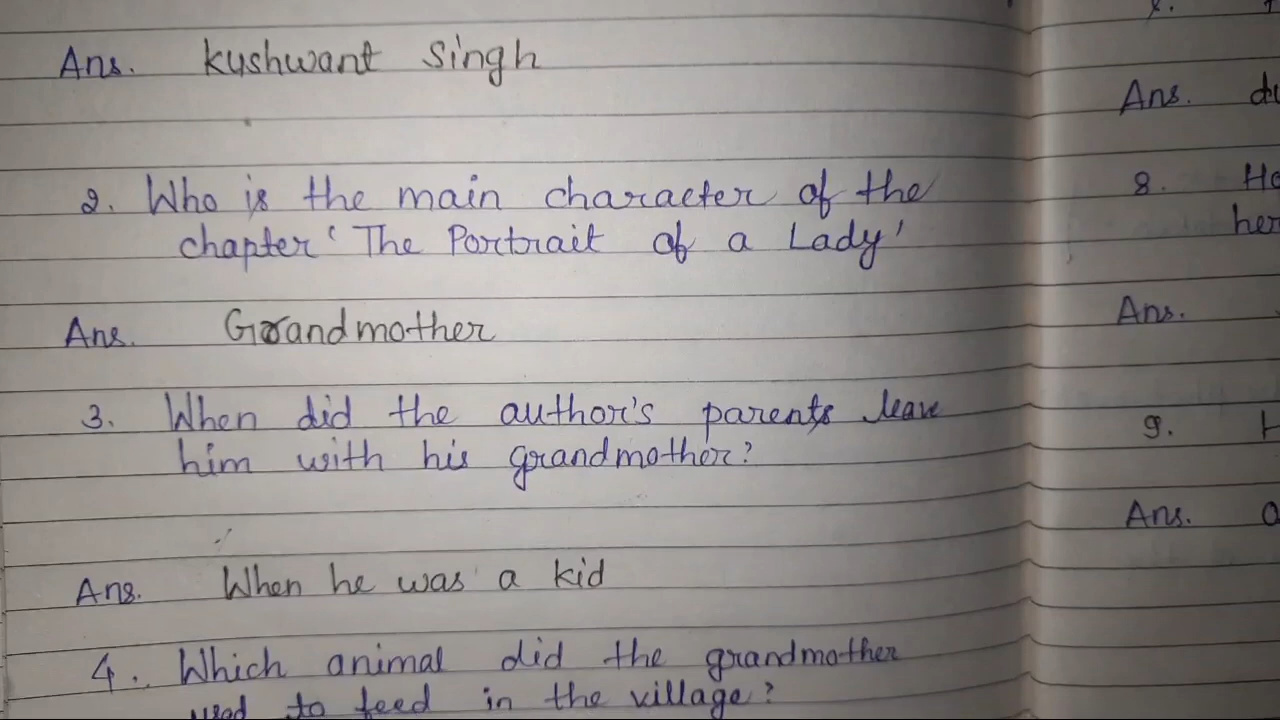 Ans. Kushwant Singh
2. Who is the main character of the
chapter 'The Portrait of a Lady'
Ans. Grandmother
3. When did the author's parents leave
him with his grandmother?
Ans. When he was a kid
4. Which animal did the grandmother
used to feed in the village?
Ans.
8.
her
Ans.
9.
Ans.